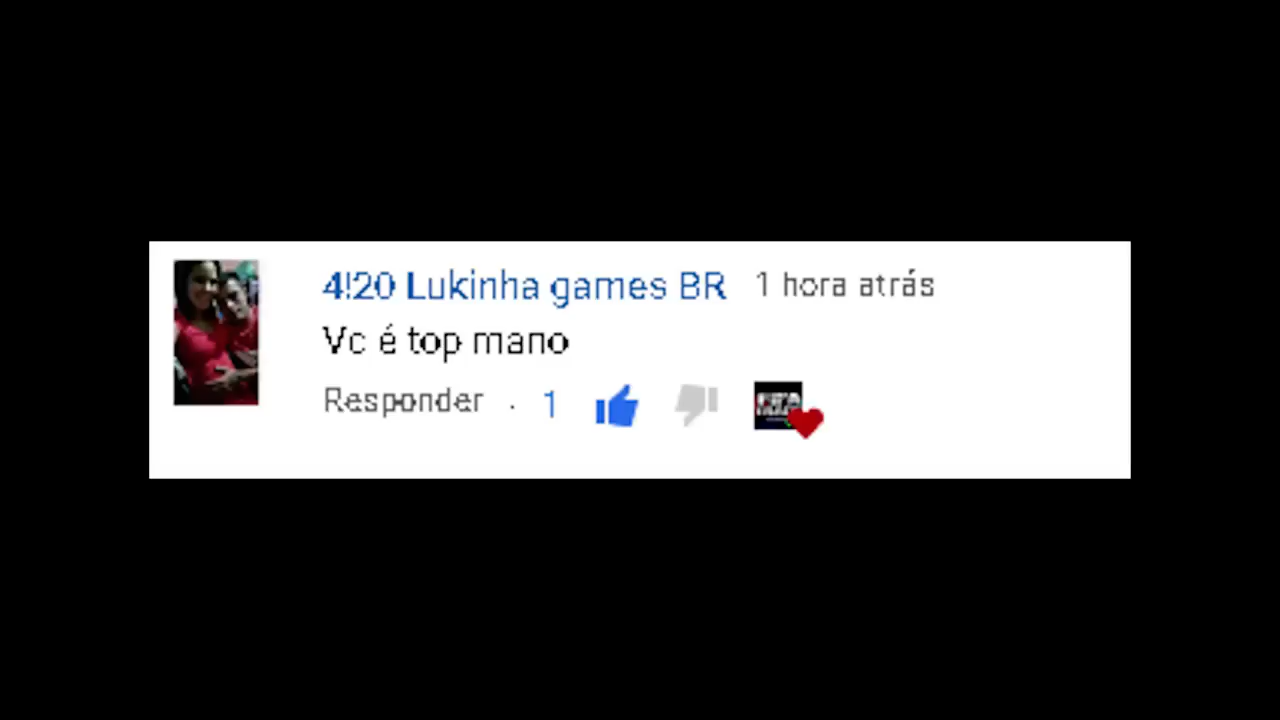 4!20 Lukinha games BR 1 hora atrás
Vc é top mano
Responder · 1